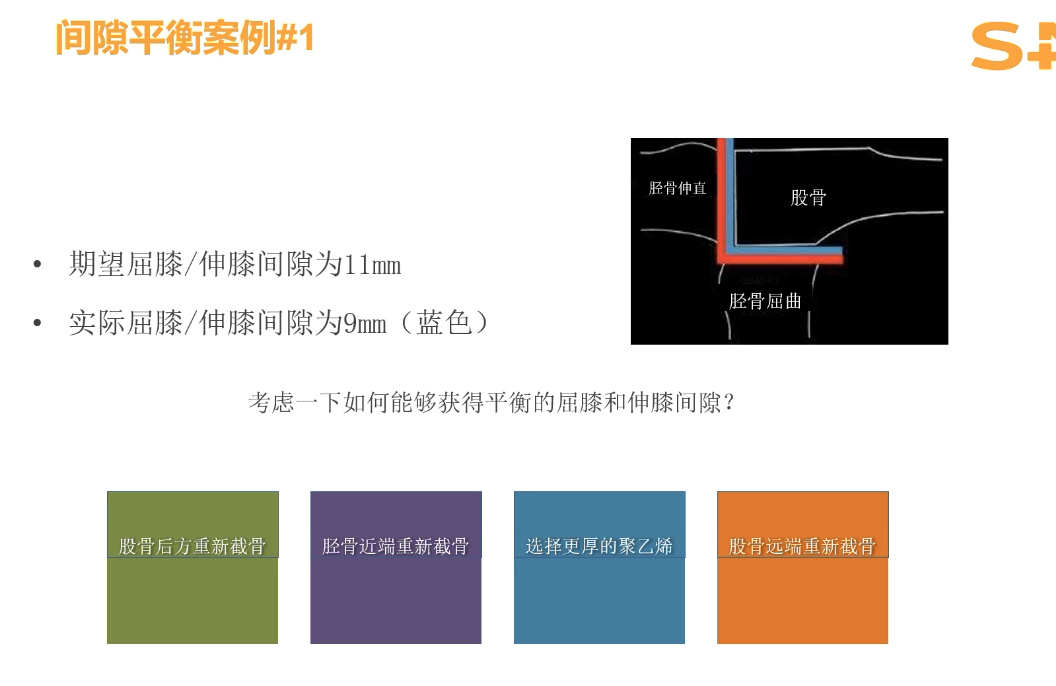 间隙平衡案例#1
胫骨伸直
股骨
胫骨屈曲
• 期望屈膝/伸膝间隙为11mm
• 实际屈膝/伸膝间隙为9mm（蓝色）
考虑一下如何能够获得平衡的屈膝和伸膝间隙？
股骨后方重新截骨
胫骨近端重新截骨
选择更厚的聚乙烯
股骨远端重新截骨